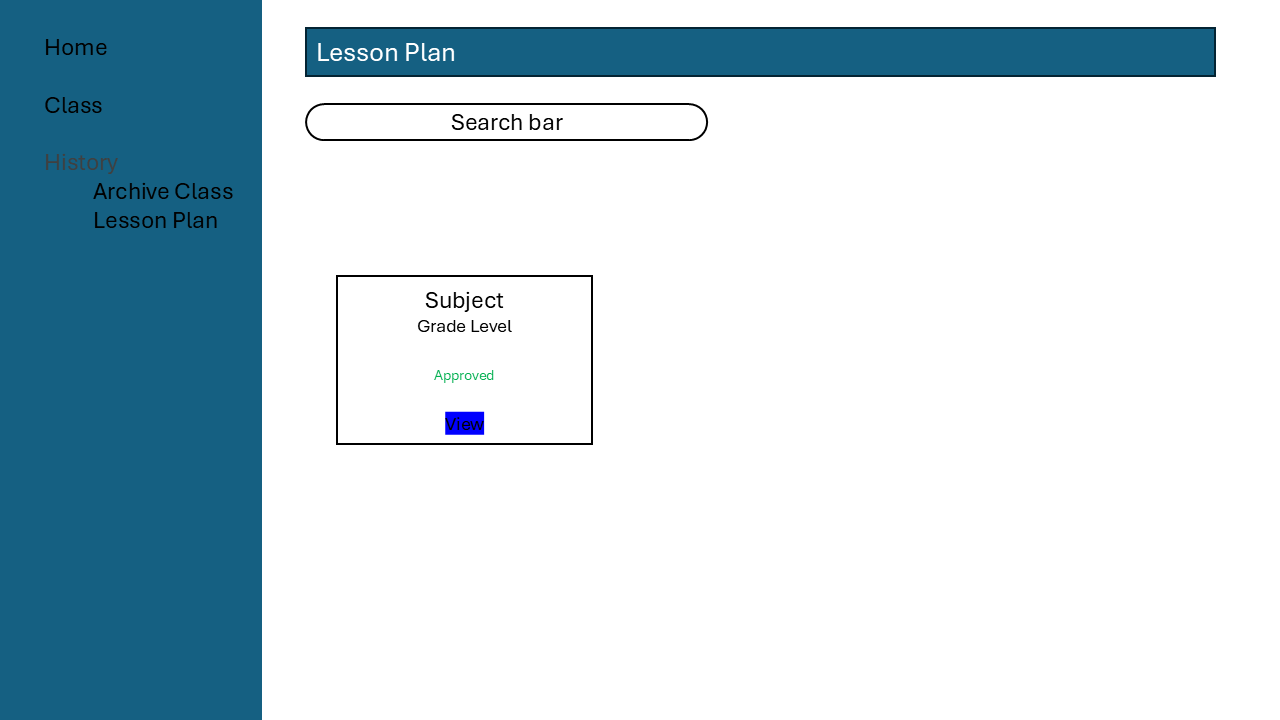 Home
Class
History
Archive Class
Lesson Plan
Lesson Plan
Search bar
Subject
Grade Level
Approved
View